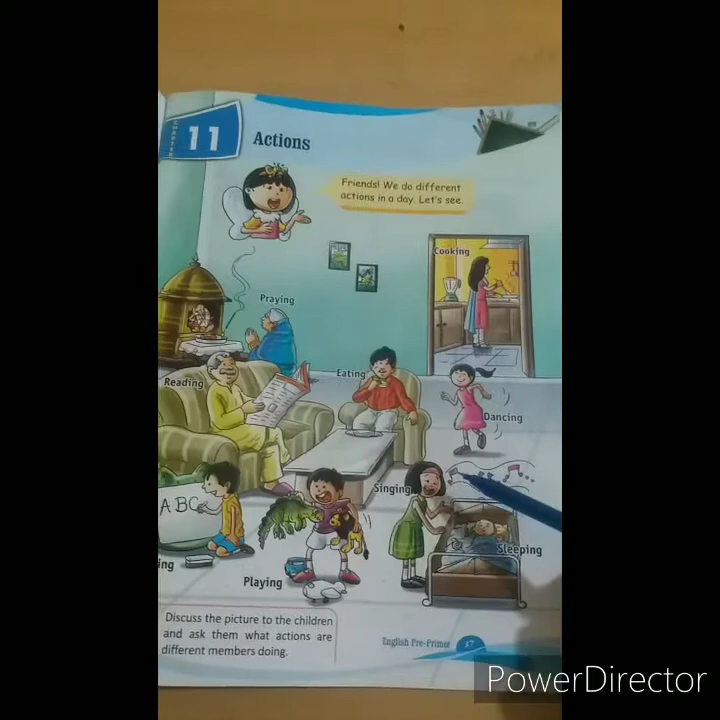 CHAPTER
11
Actions
Friends! We do different
actions in a day. Let's see.
Cooking
Praying
Reading
Eating
Dancing
ABC
Singing
Sleeping
ing
Playing
Discuss the picture to the children
and ask them what actions are
different members doing.
English Pre-Primer
PowerDirector